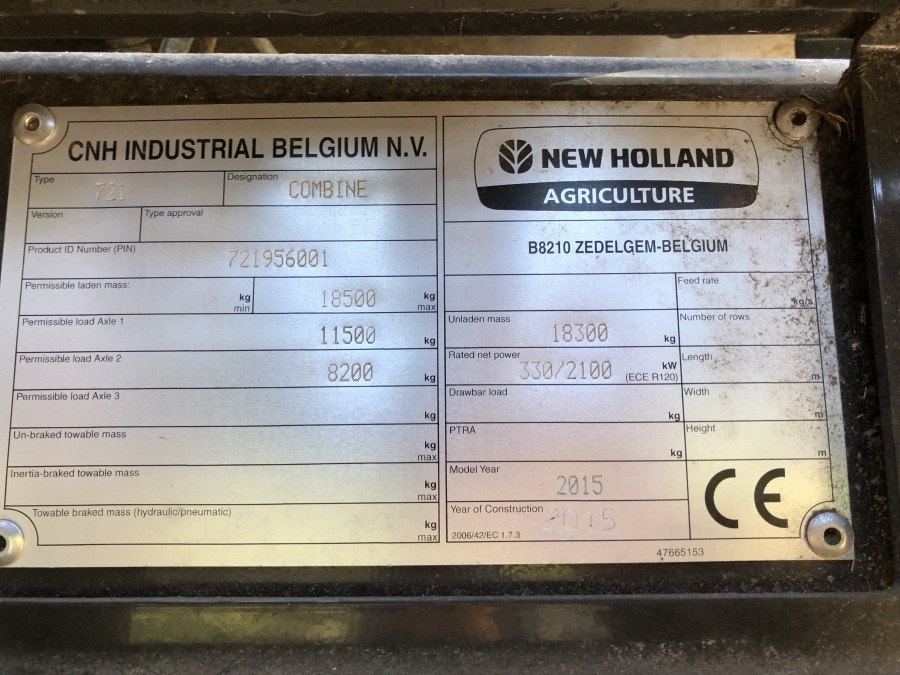 CNH INDUSTRIAL BELGIUM N.V.
Type 721
Designation COMBINE
Version
Type approval
Product ID Number (PIN) 721956001
Permissible laden mass: kg min 18500 kg max
Permissible load Axle 1 11500 kg
Permissible load Axle 2 8200 kg
Permissible load Axle 3 kg
Un-braked towable mass kg max
Inertia-braked towable mass kg max
Towable braked mass (hydraulic/pneumatic) kg max
NEW HOLLAND
AGRICULTURE
B8210 ZEDELGEM-BELGIUM
Feed rate kg/s
Unladen mass 18300 kg
Number of rows
Rated net power 330/2100 kW (ECE R120)
Length m
Drawbar load kg
Width m
PTRA kg
Height m
Model Year 2015
Year of Construction 2015
2006/42/EC 1.7.3
CE
47665153